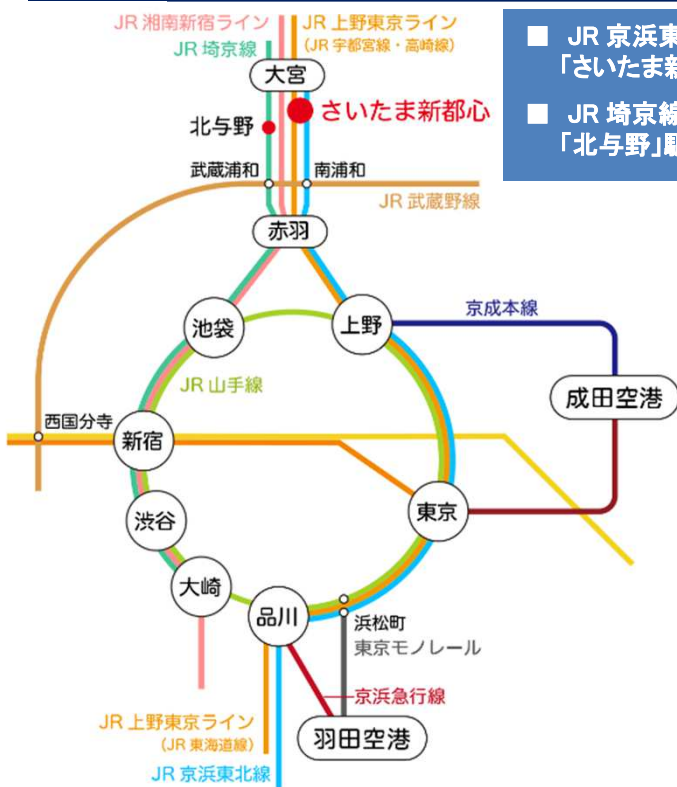 JR 湘南新宿ライン
JR 上野東京ライン
(JR 宇都宮線・高崎線)
JR 埼京線
■ JR 京浜東
「さいたま新
■ JR 埼京線
「北与野」
大宮
さいたま新都心
北与野
武蔵浦和
南浦和
JR 武蔵野線
赤羽
池袋
上野
京成本線
JR 山手線
成田空港
西国分寺
新宿
東京
渋谷
大崎
品川
浜松町
東京モノレール
京浜急行線
JR 上野東京ライン
(JR 東海道線)
羽田空港
JR 京浜東北線